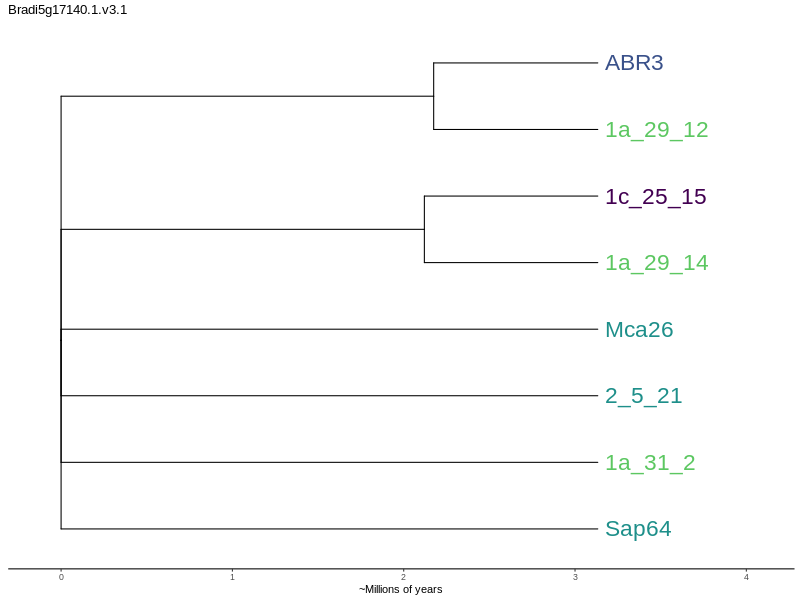 Bradi5g17140.1.v3.1
ABR3
1a_29_12
1c_25_15
1a_29_14
Mca26
2_5_21
1a_31_2
Sap64
0 1 2 3 4
~Millions of years